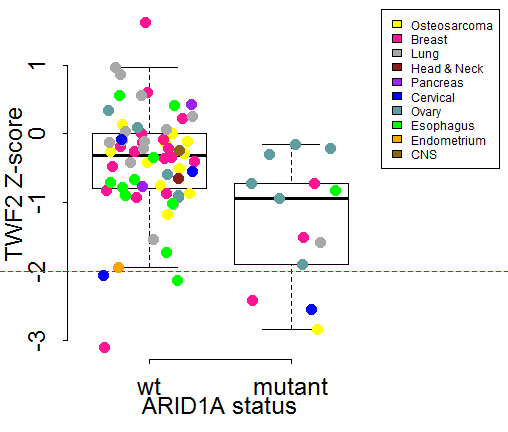 TWF2 Z-score
1
0
-1
-2
-3
wt mutant
ARID1A status
Osteosarcoma
Breast
Lung
Head & Neck
Pancreas
Cervical
Ovary
Esophagus
Endometrium
CNS